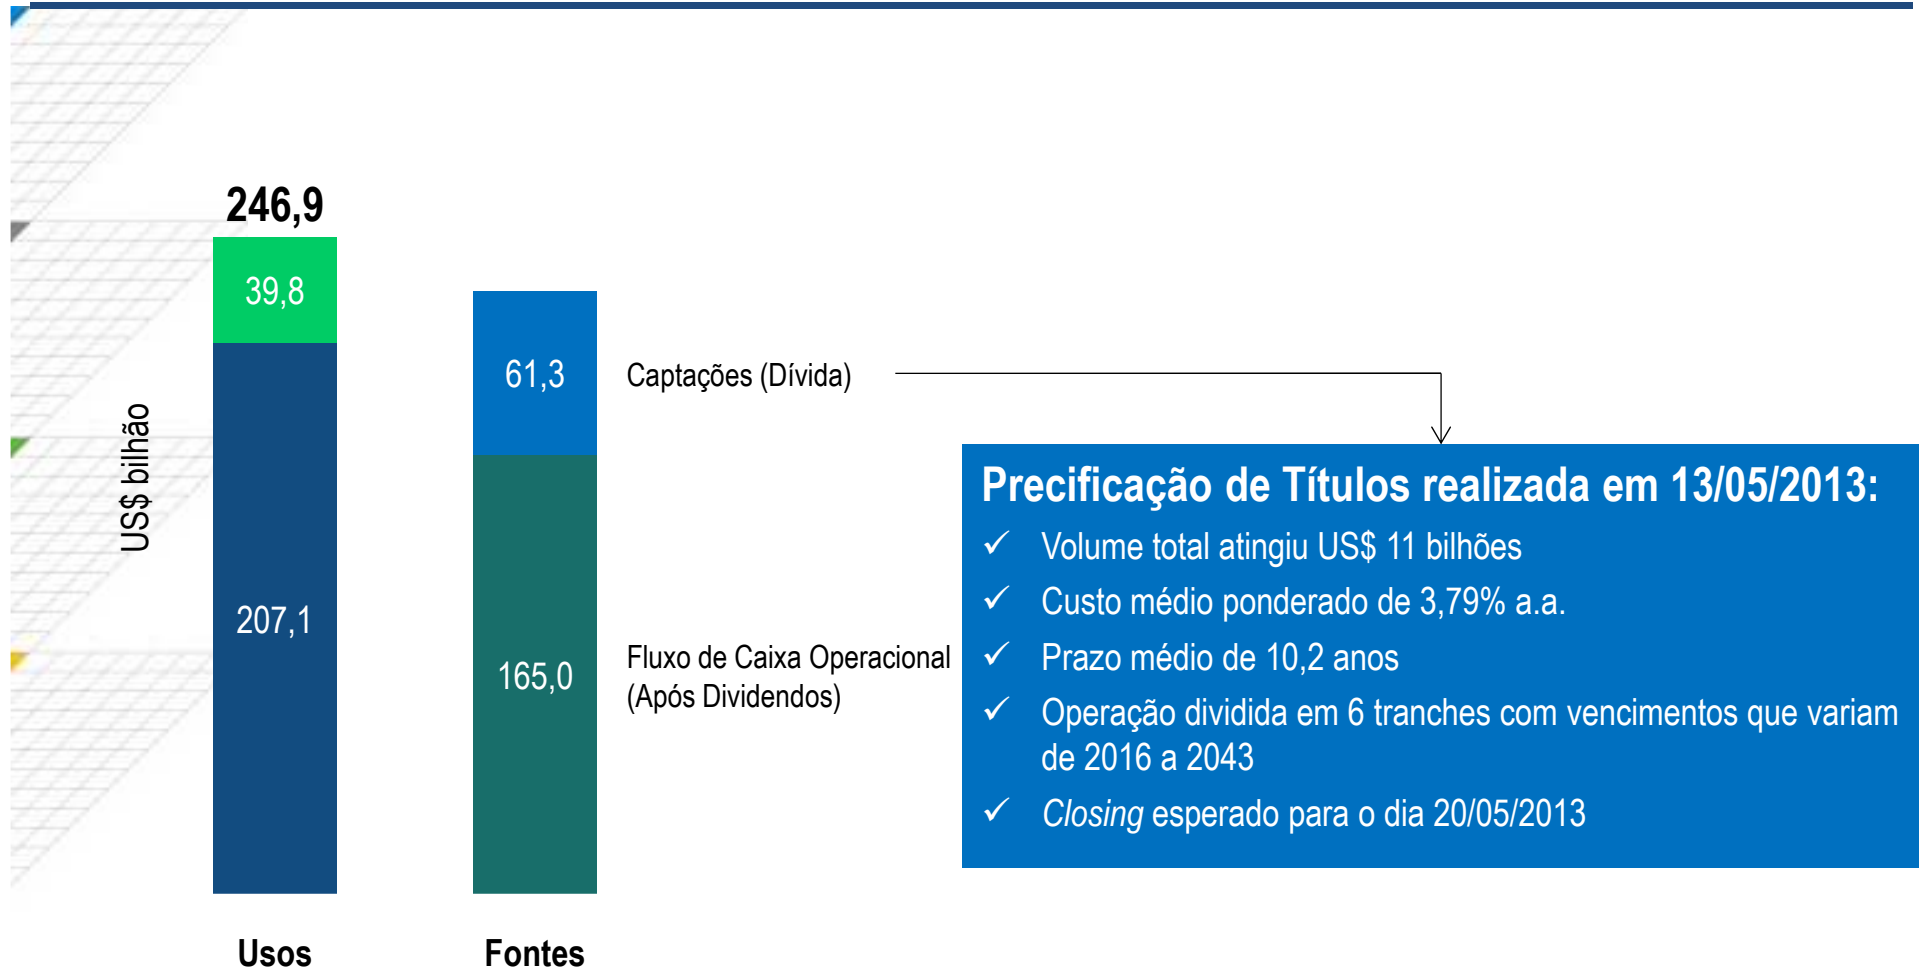 246,9
39,8
207,1
US$ bilhão
Usos
61,3
165,0
Fontes
Captações (Dívida)
Fluxo de Caixa Operacional
(Após Dividendos)
Precificação de Títulos realizada em 13/05/2013:
✓ Volume total atingiu US$ 11 bilhões
✓ Custo médio ponderado de 3,79% a.a.
✓ Prazo médio de 10,2 anos
✓ Operação dividida em 6 tranches com vencimentos que variam
de 2016 a 2043
✓ Closing esperado para o dia 20/05/2013